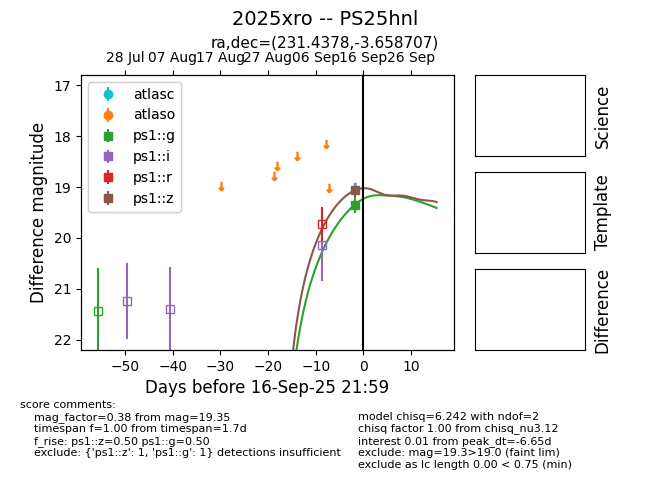 2025xro -- PS25hnl
ra,dec=(231.4378,-3.658707)
28 Jul 07 Aug 17 Aug 27 Aug 06 Sep 16 Sep 26 Sep
atlasc
atlaso
ps1::g
ps1::i
ps1::r
ps1::z
17
18
19
20
21
22
Difference magnitude
−50 −40 −30 −20 −10 0 10
Days before 16-Sep-25 21:59
Science
Template
Difference
score comments:
mag_factor=0.38 from mag=19.35
timespan f=1.00 from timespan=1.7d
f_rise: ps1::z=0.50 ps1::g=0.50
exclude: {'ps1::z': 1, 'ps1::g': 1} detections insufficient
model chisq=6.242 with ndof=2
chisq factor 1.00 from chisq_nu3.12
interest 0.01 from peak_dt=-6.65d
exclude: mag=19.3>19.0 (faint lim)
exclude as lc length 0.00 < 0.75 (min)